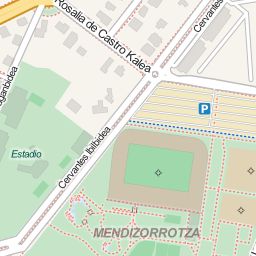 Rosalia de Castro Kalea
Cervantes
Cervantes Ibilbidea
P
Estadio
MENDIZORROTZA